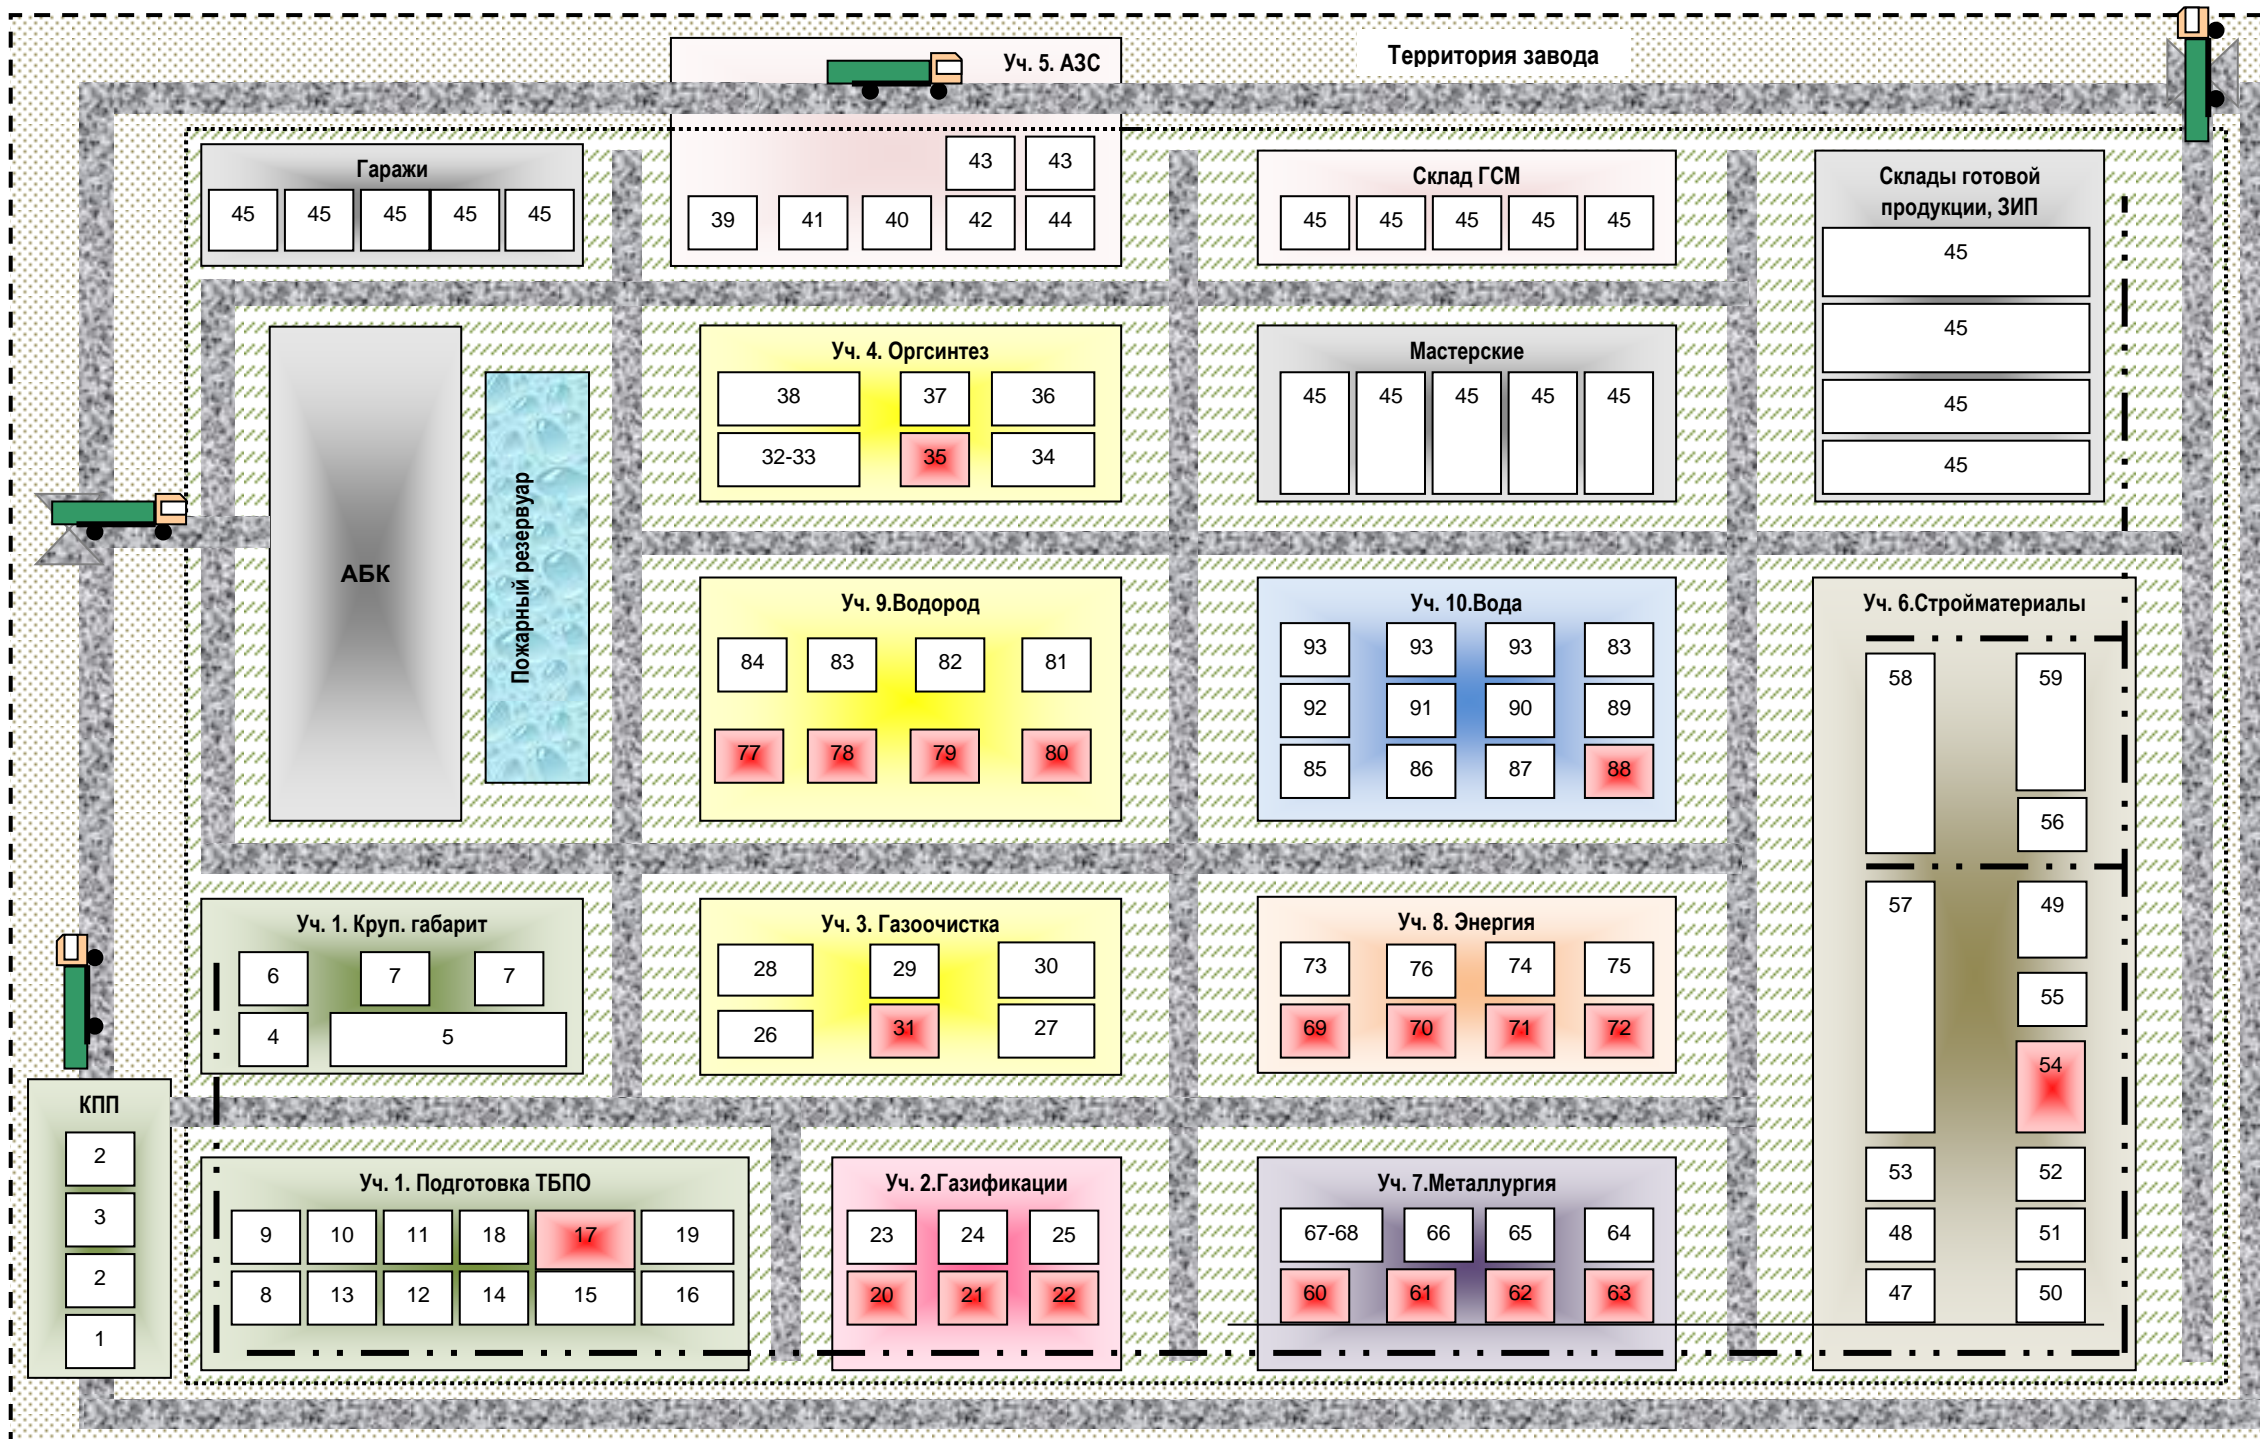 Территория завода
Уч. 5. АЗС
43 43
39 41 40 42 44
Гаражи
45 45 45 45 45
Склад ГСМ
45 45 45 45 45
Склады готовой
продукции, ЗИП
45
45
45
45
АБК
Пожарный резервуар
Уч. 4. Оргсинтез
38 37 36
32-33 35 34
Мастерские
45 45 45 45 45
Уч. 9.Водород
84 83 82 81
77 78 79 80
Уч. 10.Вода
93 93 93 83
92 91 90 89
85 86 87 88
Уч. 6.Стройматериалы
58 59
56
57 49
55
54
53 52
48 51
47 50
Уч. 1. Круп. габарит
6 7 7
4 5
Уч. 3. Газоочистка
28 29 30
26 31 27
Уч. 8. Энергия
73 76 74 75
69 70 71 72
КПП
2
3
2
1
Уч. 1. Подготовка ТБПО
9 10 11 18 17 19
8 13 12 14 15 16
Уч. 2.Газификации
23 24 25
20 21 22
Уч. 7.Металлургия
67-68 66 65 64
60 61 62 63